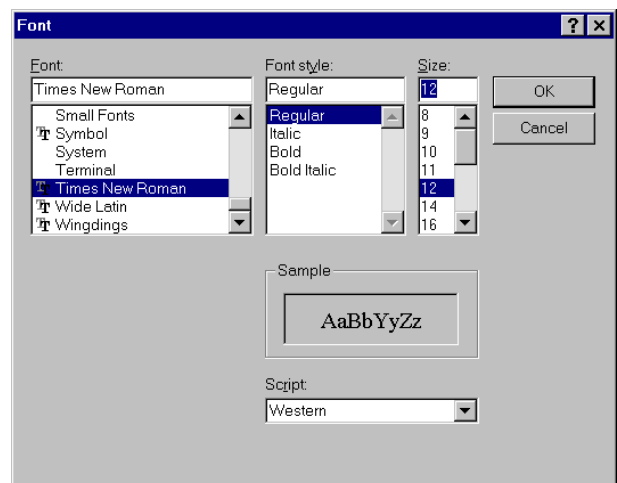 Font
Font:
Times New Roman
Small Fonts
Symbol
System
Terminal
Times New Roman
Wide Latin
Wingdings
Font style:
Regular
Regular
Italic
Bold
Bold Italic
Size:
12
8
9
10
11
12
14
16
OK
Cancel
Sample
AaBbYyZz
Script:
Western